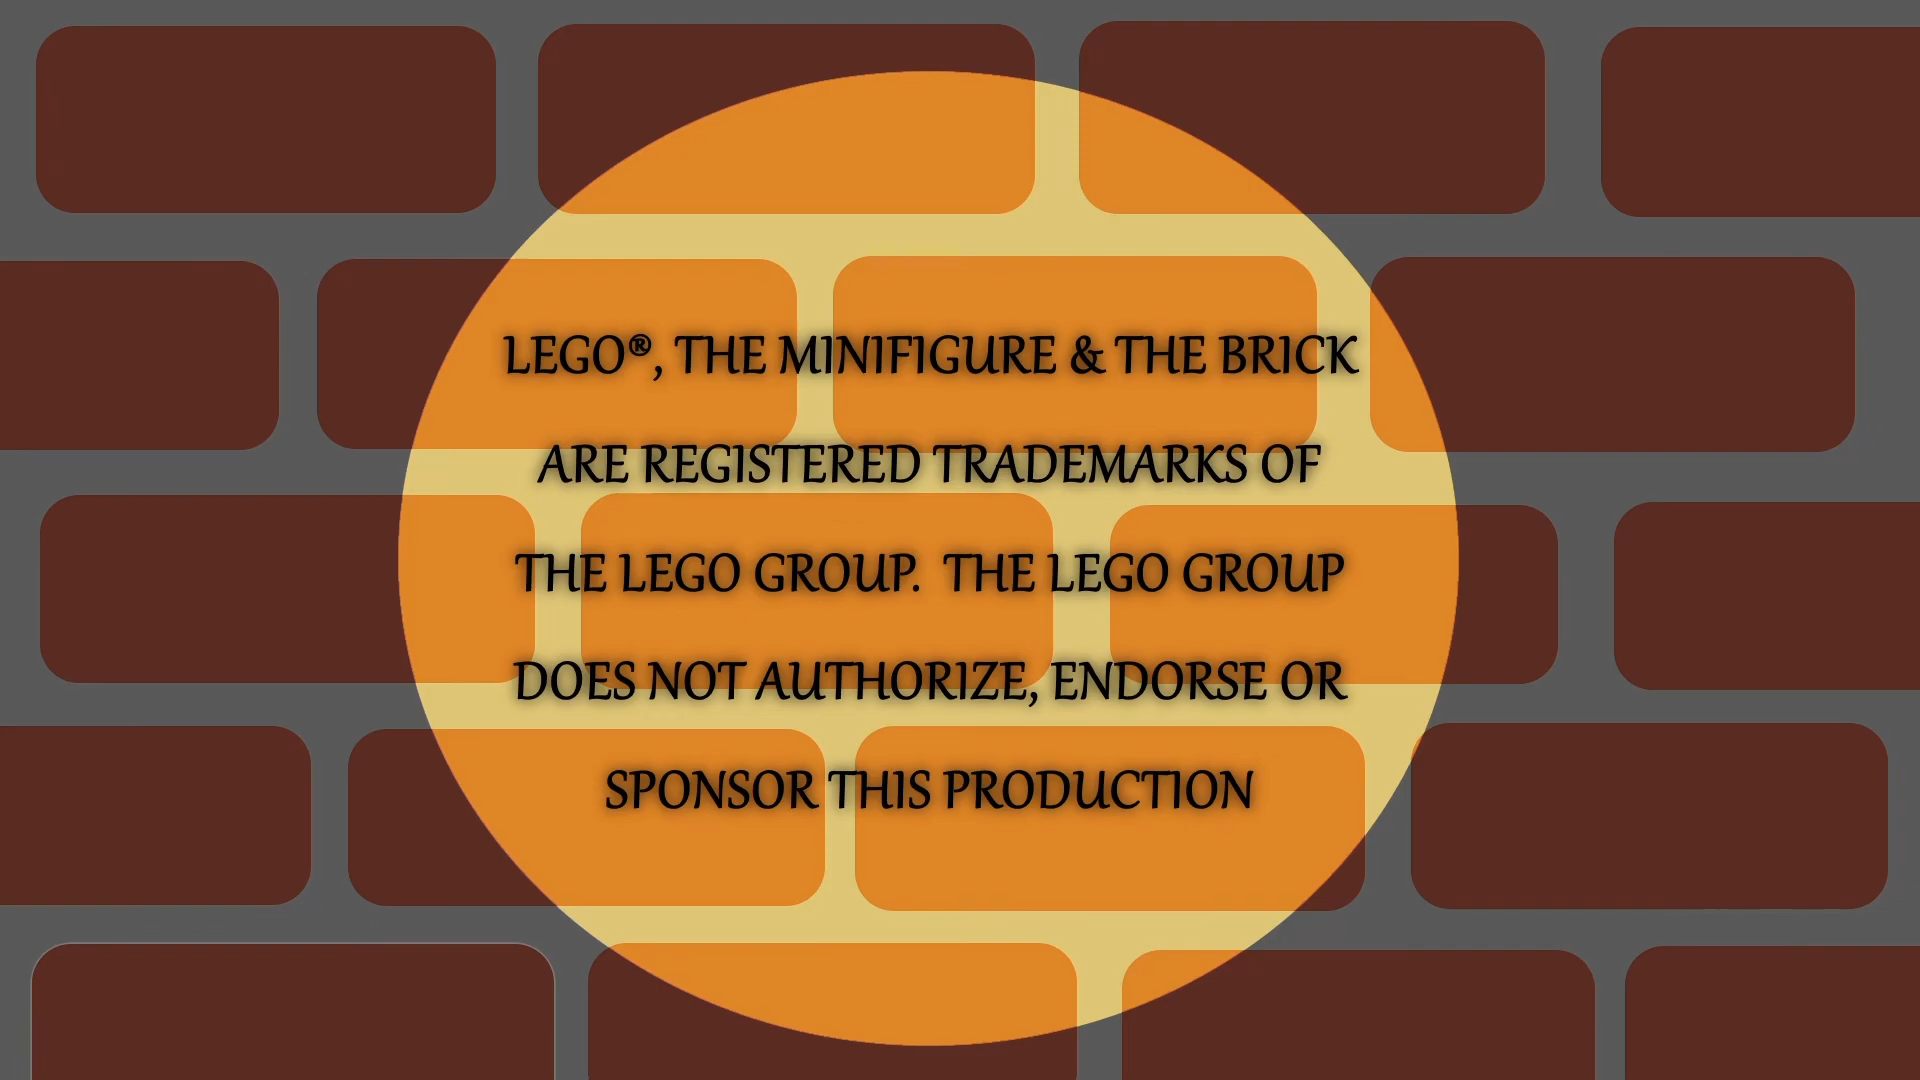 LEGO®, THE MINIFIGURE & THE BRICK
ARE REGISTERED TRADEMARKS OF
THE LEGO GROUP.  THE LEGO GROUP
DOES NOT AUTHORIZE, ENDORSE OR
SPONSOR THIS PRODUCTION